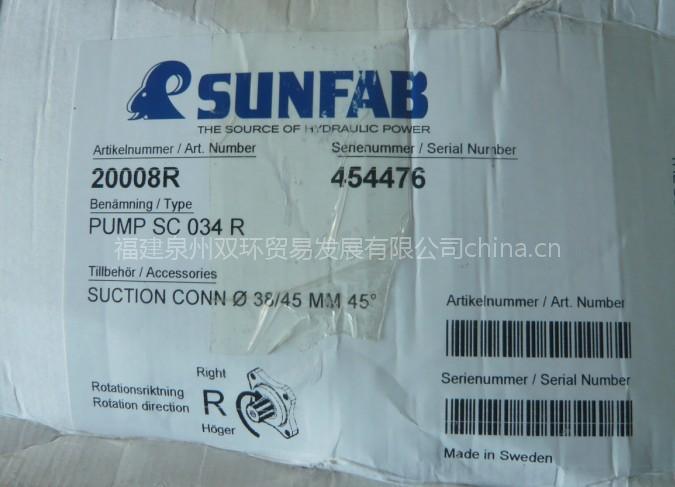 SUNFAB
THE SOURCE OF HYDRAULIC POWER
Artikelnummer / Art. Number
Serienummer / Serial Number
20008R
454476
Benämning / Type
PUMP SC 034 R
福建泉州双环贸易发展有限公司china.cn
Tillbehör / Accessories
SUCTION CONN Ø 38/45 MM 45°
Artikelnummer / Art. Number
Right
Serienummer / Serial Number
Rotationsriktning
Rotation direction
R
Höger
Made in Sweden